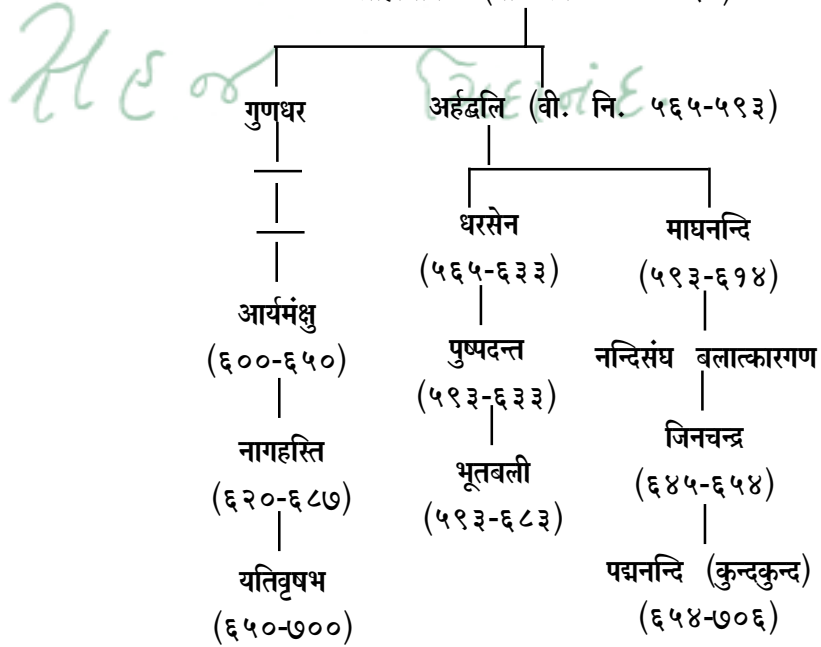 સહજ ચિદાનંદ.
गुणधर अर्हद्बलि (वी. नि. ५६५-५९३)
धरसेन माघनन्दि
(५६५-६३३) (५९३-६१४)
आर्यमंक्षु
(६००-६५०)
पुष्पदन्त नन्दिसंघ बलात्कारगण
(५९३-६३३)
नागहस्ति जिनचन्द्र
(६२०-६८७) (६४५-६५४)
भूतबली
(५९३-६८३)
यतिवृषभ पद्मनन्दि (कुन्दकुन्द)
(६५०-७००) (६५४-७०६)